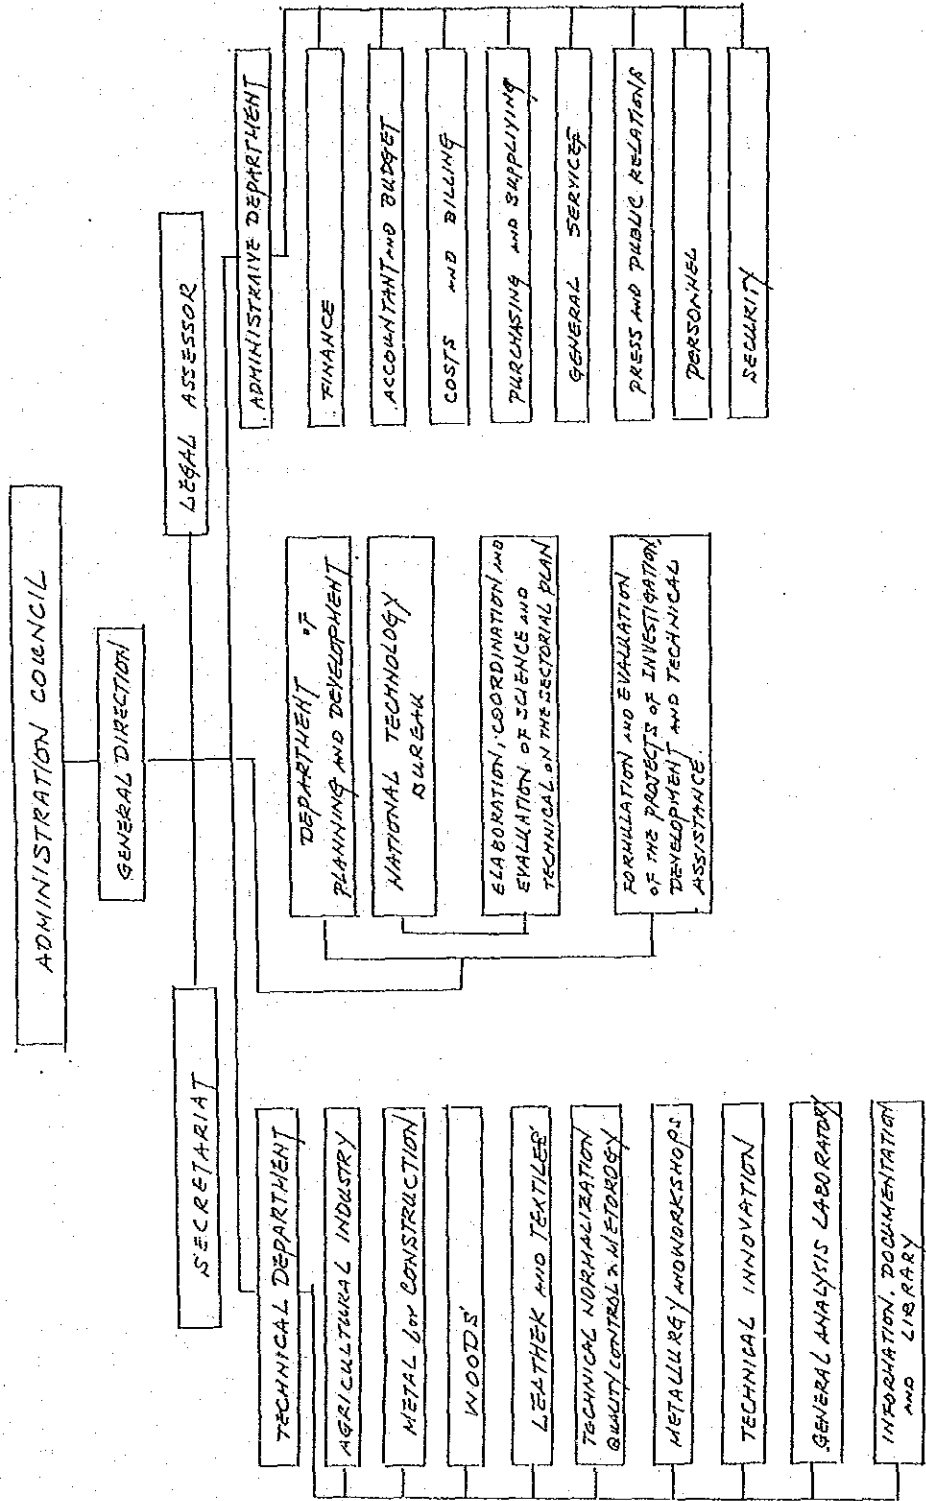 ADMINISTRATION COUNCIL
GENERAL DIRECTION
SECRETARIAT
LEGAL ASSESSOR
TECHNICAL DEPARTMENT
AGRICULTURAL INDUSTRY
METAL for CONSTRUCTION
WOODS
LEATHER AND TEXTILES
TECHNICAL NORMALIZATION
QUALITY CONTROL & METOROGY
METALLURGY AND WORKSHOPS
TECHNICAL INNOVATION
GENERAL ANALYSIS LABORATORY
INFORMATION, DOCUMENTATION
AND LIBRARY
DEPARTMENT OF
PLANNING AND DEVELOPMENT
NATIONAL TECHNOLOGY
BUREAU
ELABORATION, COORDINATION AND
EVALUATION OF SCIENCE AND
TECHNICAL ON THE SECTORIAL PLAN
FORMULATION AND EVALUATION
OF THE PROJECTS OF INVESTIGATION,
DEVELOPMENT AND TECHNICAL
ASSISTANCE.
ADMINISTRAIVE DEPARTMENT
FINANCE
ACCOUNTANT AND BUDGET
COSTS AND BILLING
PURCHASING AND SUPPLIYING
GENERAL SERVICES
PRESS AND PUBLIC RELATIONS
PERSONNEL
SECURITY